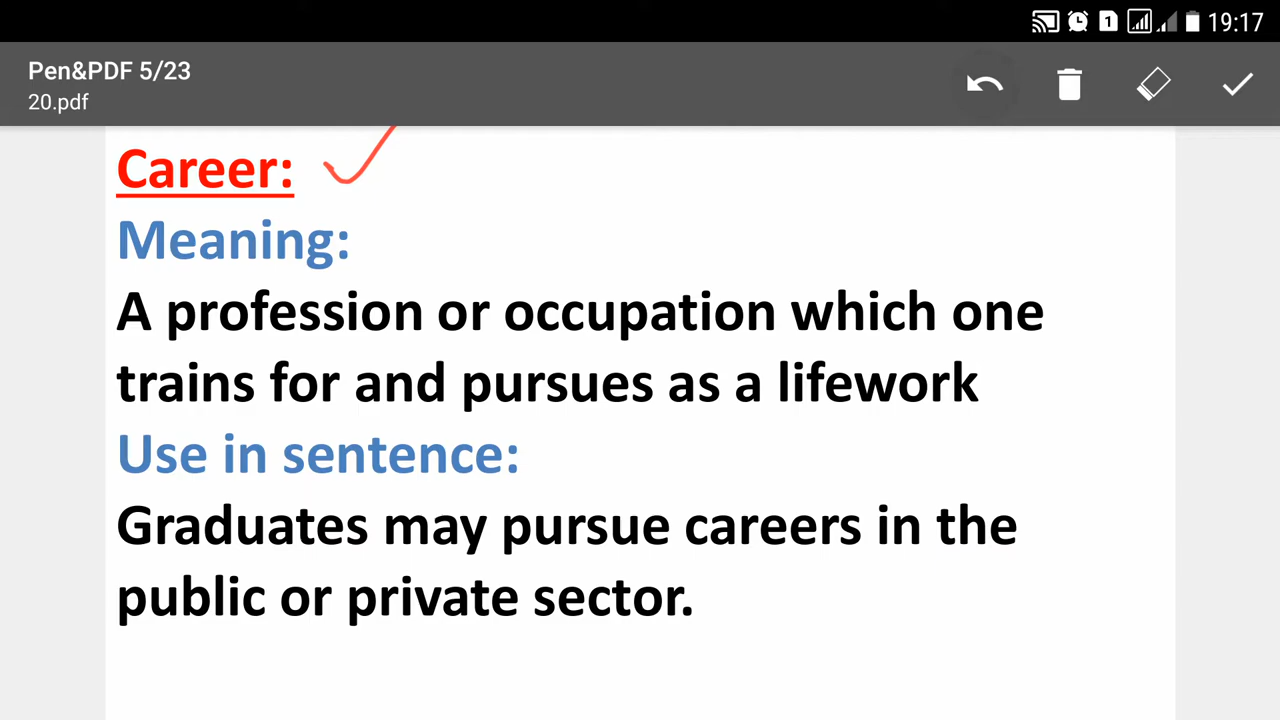 19:17
Pen&PDF 5/23
20.pdf
Career:
Meaning:
A profession or occupation which one
trains for and pursues as a lifework
Use in sentence:
Graduates may pursue careers in the
public or private sector.